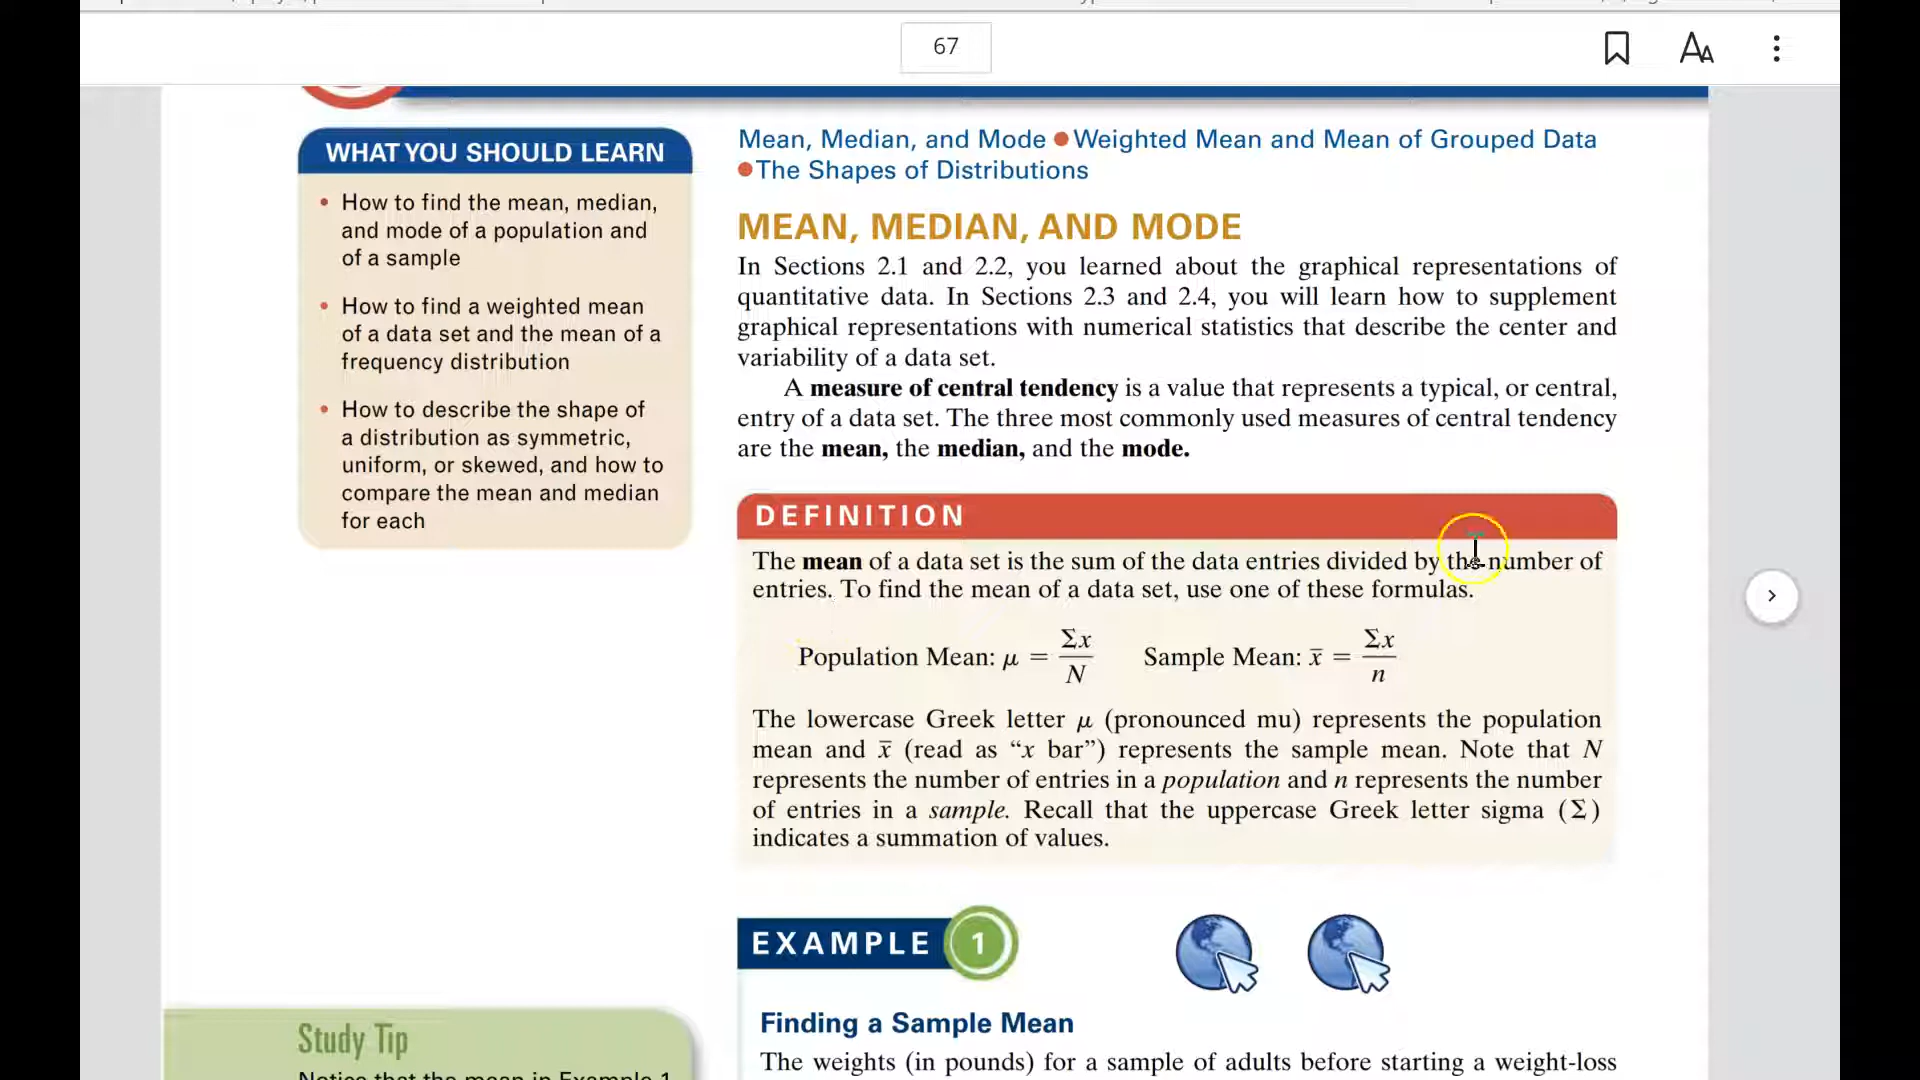 67
WHAT YOU SHOULD LEARN
• How to find the mean, median,
and mode of a population and
of a sample
• How to find a weighted mean
of a data set and the mean of a
frequency distribution
• How to describe the shape of
a distribution as symmetric,
uniform, or skewed, and how to
compare the mean and median
for each
Mean, Median, and Mode ● Weighted Mean and Mean of Grouped Data
● The Shapes of Distributions
MEAN, MEDIAN, AND MODE
In Sections 2.1 and 2.2, you learned about the graphical representations of
quantitative data. In Sections 2.3 and 2.4, you will learn how to supplement
graphical representations with numerical statistics that describe the center and
variability of a data set.
A measure of central tendency is a value that represents a typical, or central,
entry of a data set. The three most commonly used measures of central tendency
are the mean, the median, and the mode.
DEFINITION
The mean of a data set is the sum of the data entries divided by the number of
entries. To find the mean of a data set, use one of these formulas.
Population Mean: μ = Σx/N Sample Mean: x̄ = Σx/n
The lowercase Greek letter μ (pronounced mu) represents the population
mean and x̄ (read as “x bar”) represents the sample mean. Note that N
represents the number of entries in a population and n represents the number
of entries in a sample. Recall that the uppercase Greek letter sigma (Σ)
indicates a summation of values.
EXAMPLE 1
Finding a Sample Mean
The weights (in pounds) for a sample of adults before starting a weight-loss
Study Tip
Notice that the mean in Example 1